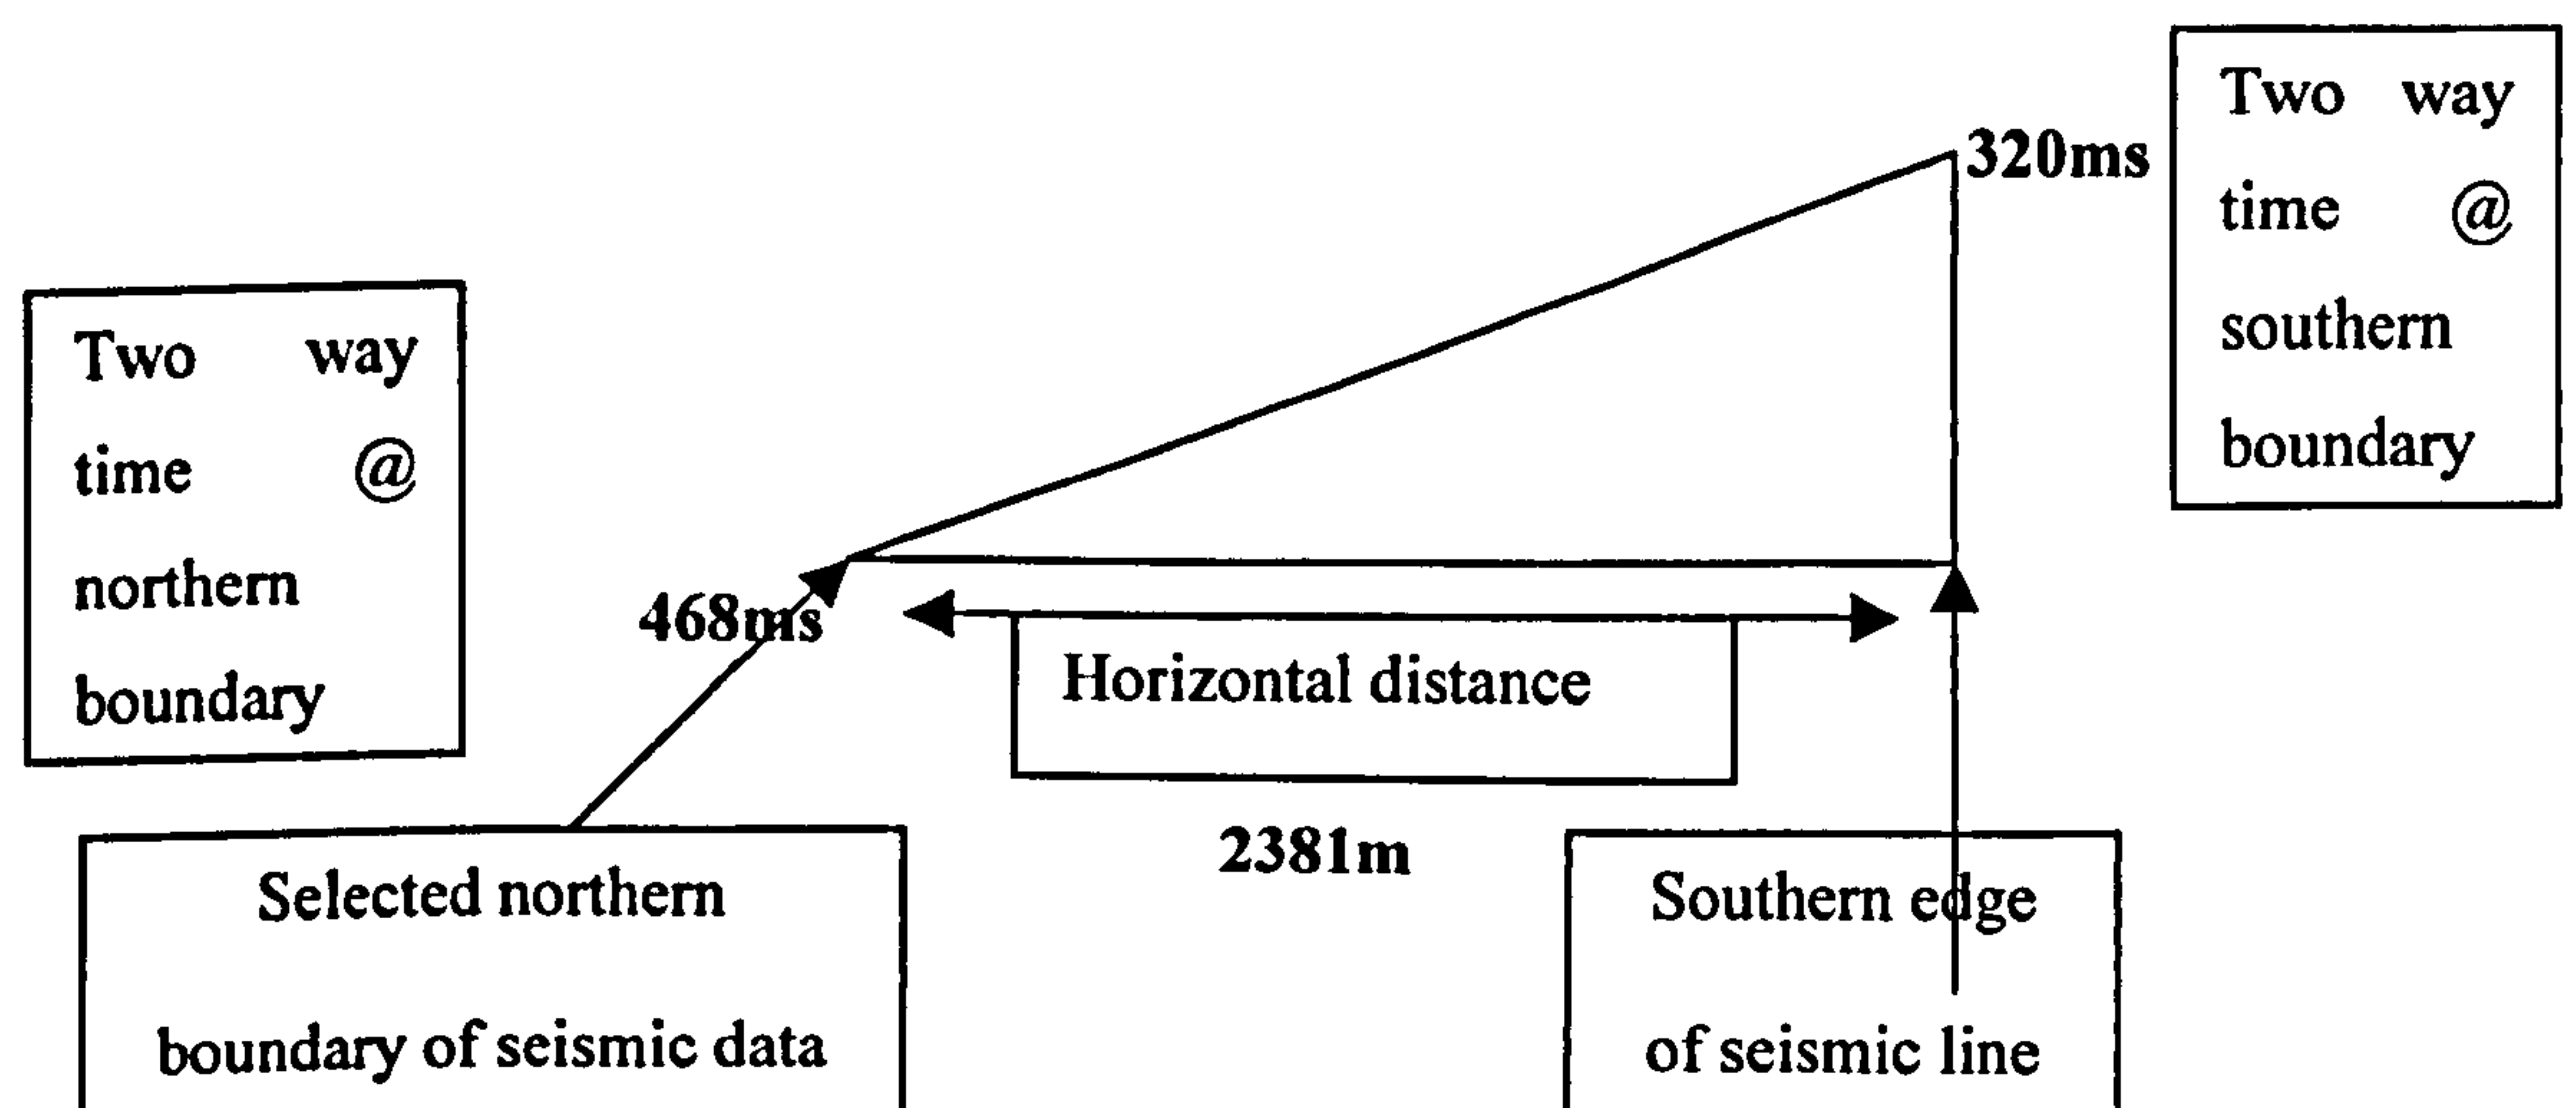 Two way
time @
northern
boundary
320ms
Two way
time @
southern
boundary
468ms
Horizontal distance
2381m
Selected northern
boundary of seismic data
Southern edge
of seismic line